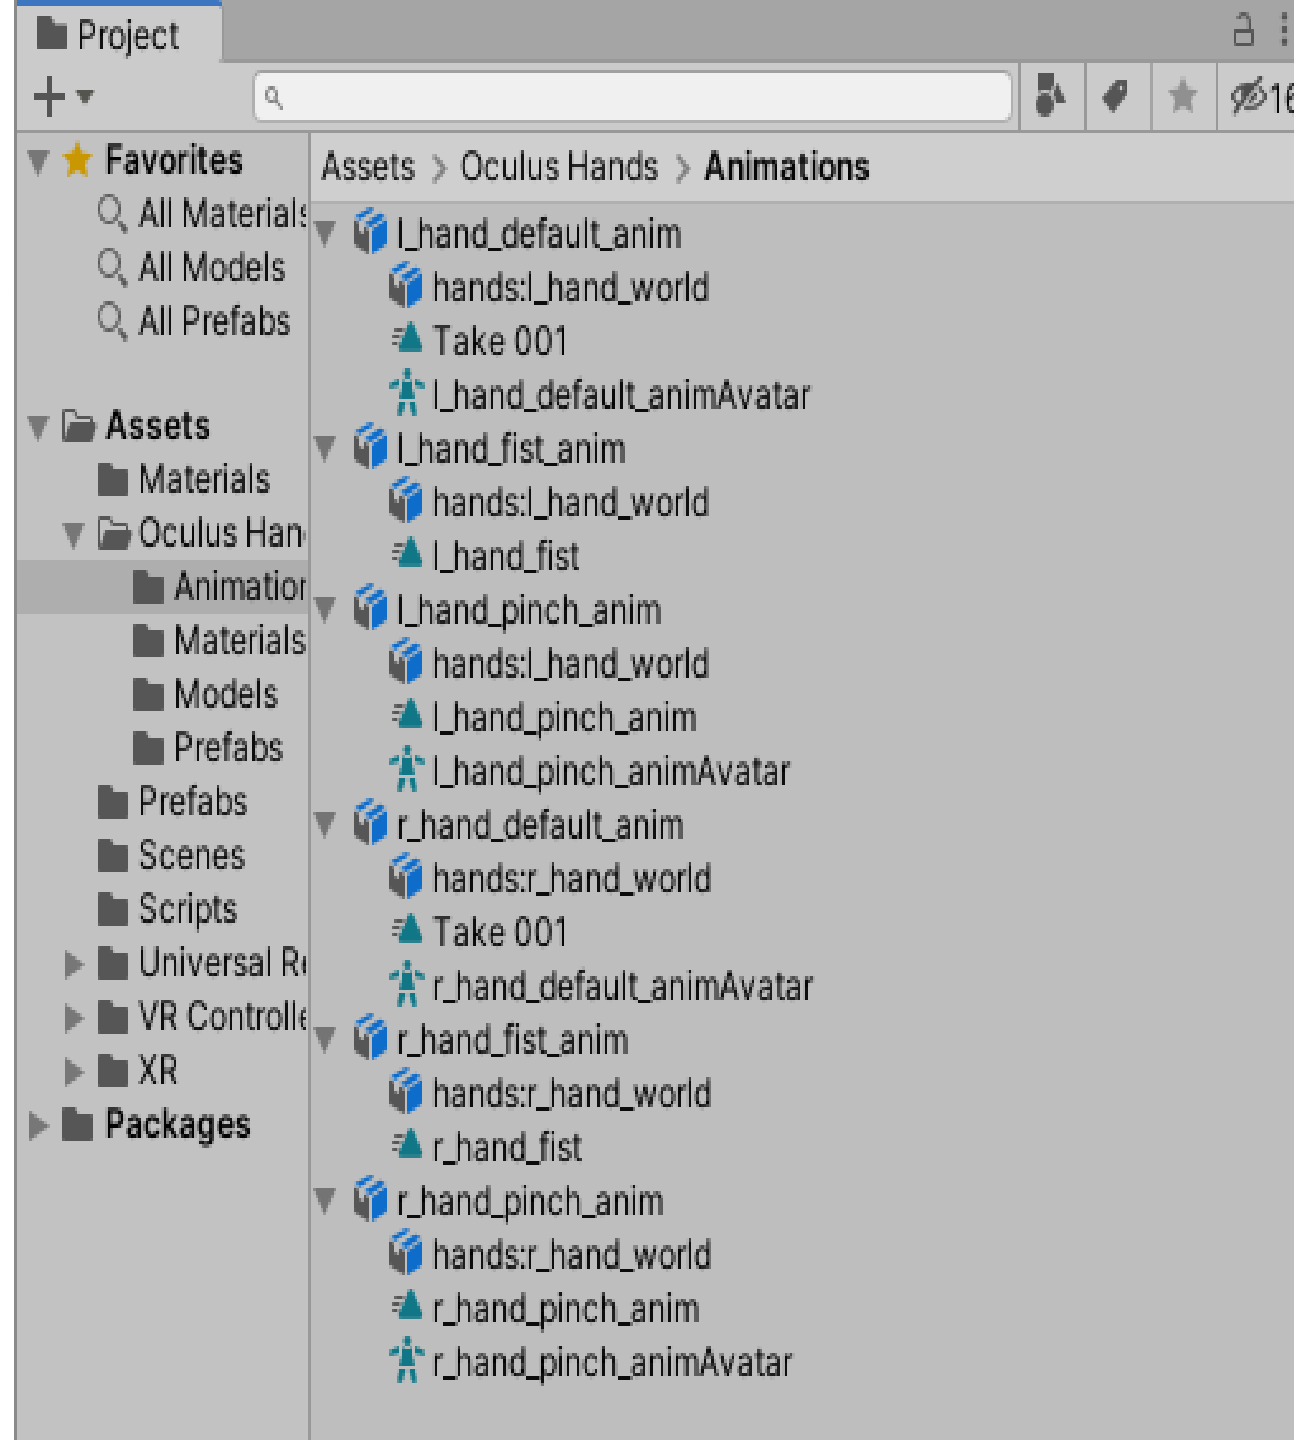 Project
16
Favorites
All Materials
All Models
All Prefabs
Assets
Materials
Oculus Han
Animation
Materials
Models
Prefabs
Prefabs
Scenes
Scripts
Universal Re
VR Controlle
XR
Packages
Assets > Oculus Hands > Animations
l_hand_default_anim
hands:l_hand_world
Take 001
l_hand_default_animAvatar
l_hand_fist_anim
hands:l_hand_world
l_hand_fist
l_hand_pinch_anim
hands:l_hand_world
l_hand_pinch_anim
l_hand_pinch_animAvatar
r_hand_default_anim
hands:r_hand_world
Take 001
r_hand_default_animAvatar
r_hand_fist_anim
hands:r_hand_world
r_hand_fist
r_hand_pinch_anim
hands:r_hand_world
r_hand_pinch_anim
r_hand_pinch_animAvatar